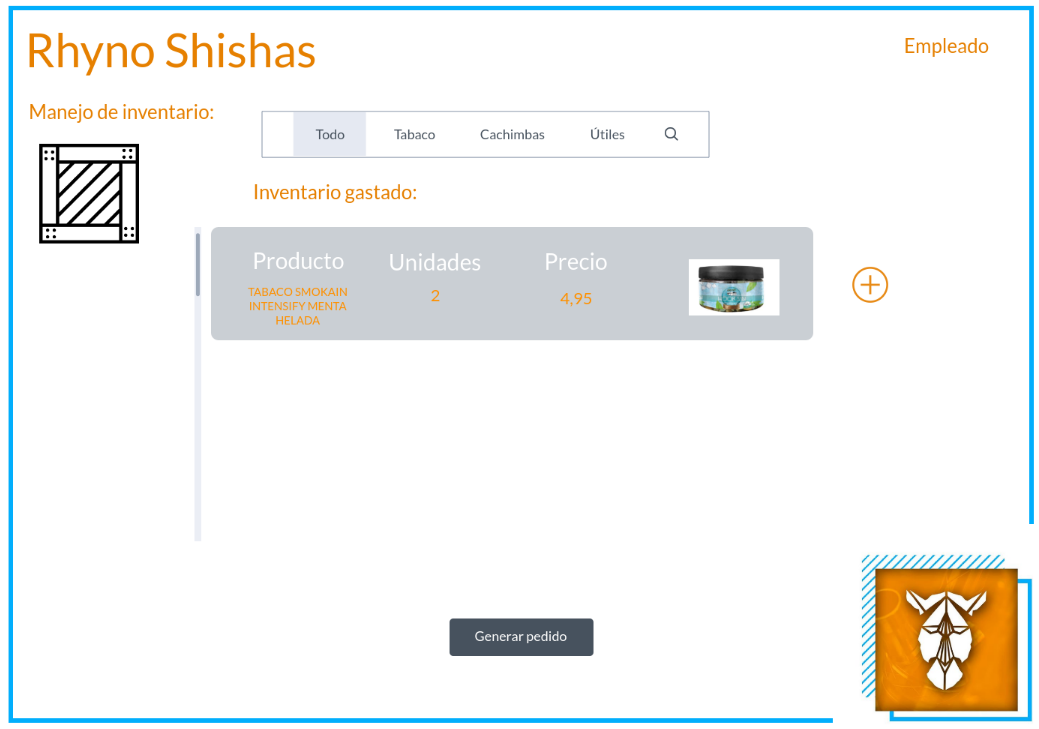 Rhyno Shishas
Empleado
Manejo de inventario:
Todo
Tabaco
Cachimbas
Útiles
Inventario gastado:
Producto
Unidades
Precio
TABACO SMOKAIN
INTENSIFY MENTA
HELADA
2
4,95
Generar pedido